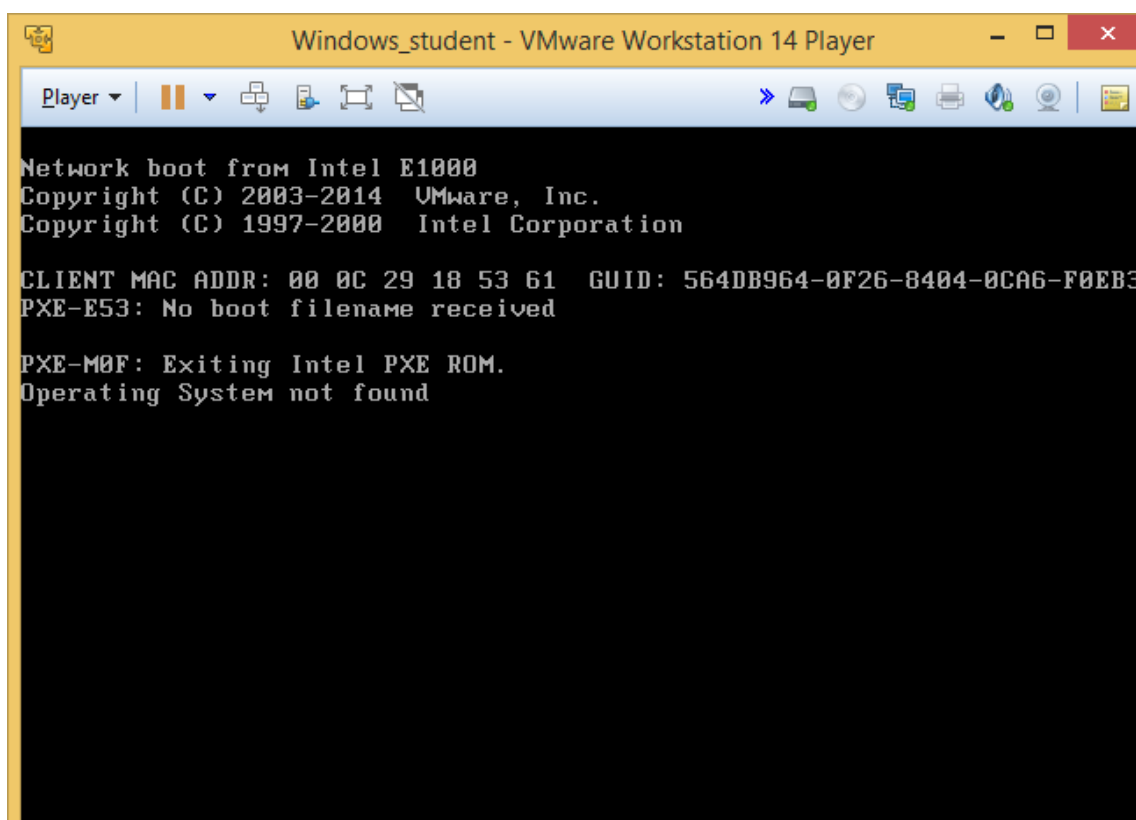 Windows_student - VMware Workstation 14 Player
Player
Network boot from Intel E1000
Copyright (C) 2003-2014  VMware, Inc.
Copyright (C) 1997-2000  Intel Corporation
CLIENT MAC ADDR: 00 0C 29 18 53 61  GUID: 564DB964-0F26-8404-0CA6-F0EB3
PXE-E53: No boot filename received
PXE-M0F: Exiting Intel PXE ROM.
Operating System not found